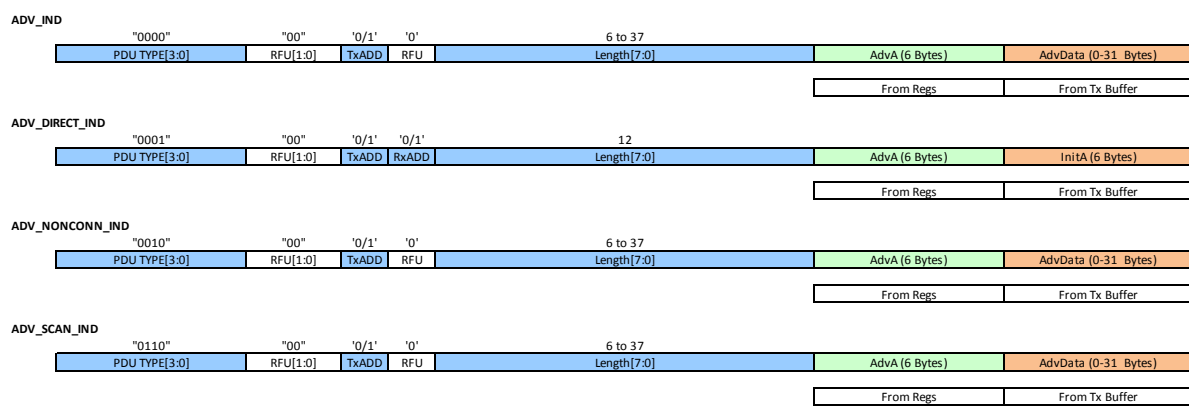 ADV_IND
"0000" "00" '0/1' '0' 6 to 37
PDU TYPE[3:0] RFU[1:0] TxADD RFU Length[7:0] AdvA (6 Bytes) AdvData (0-31 Bytes)
From Regs From Tx Buffer
ADV_DIRECT_IND
"0001" "00" '0/1' '0/1' 12
PDU TYPE[3:0] RFU[1:0] TxADD RxADD Length[7:0] AdvA (6 Bytes) InitA (6 Bytes)
From Regs From Tx Buffer
ADV_NONCONN_IND
"0010" "00" '0/1' '0' 6 to 37
PDU TYPE[3:0] RFU[1:0] TxADD RFU Length[7:0] AdvA (6 Bytes) AdvData (0-31 Bytes)
From Regs From Tx Buffer
ADV_SCAN_IND
"0110" "00" '0/1' '0' 6 to 37
PDU TYPE[3:0] RFU[1:0] TxADD RFU Length[7:0] AdvA (6 Bytes) AdvData (0-31 Bytes)
From Regs From Tx Buffer